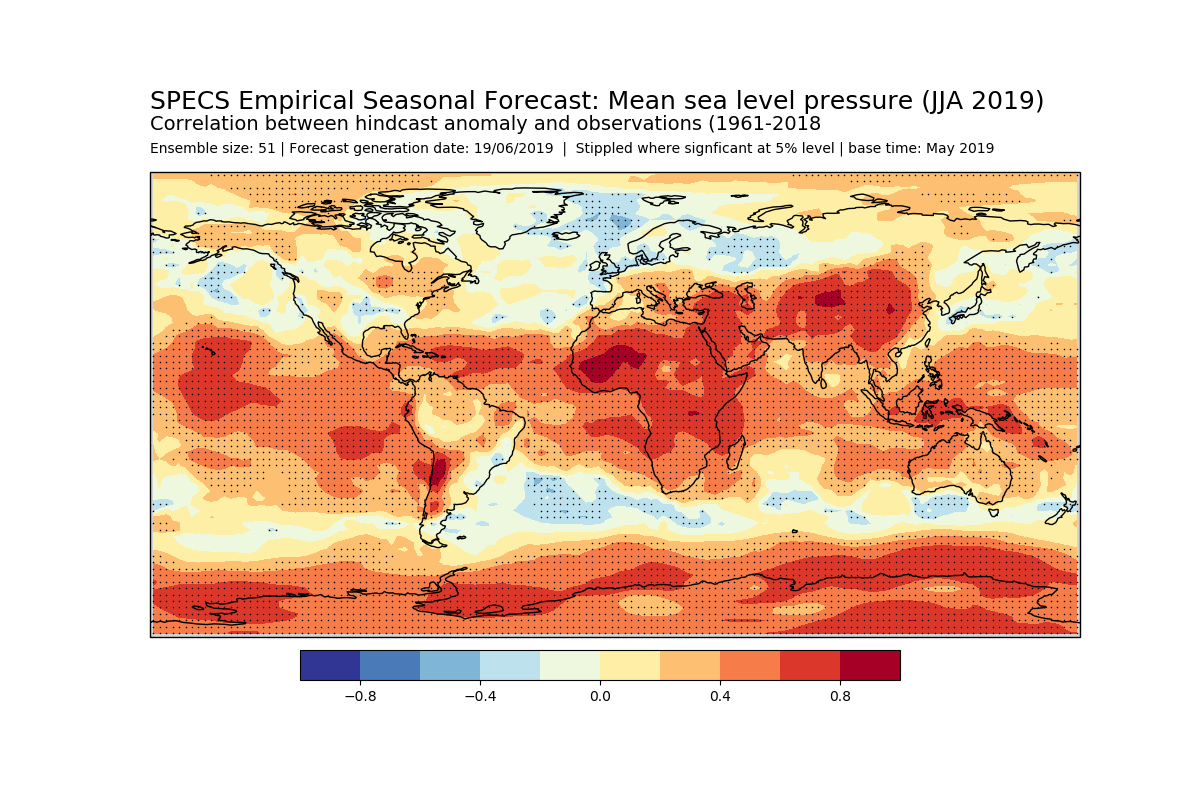 SPECS Empirical Seasonal Forecast: Mean sea level pressure (JJA 2019)
Correlation between hindcast anomaly and observations (1961-2018
Ensemble size: 51 | Forecast generation date: 19/06/2019  |  Stippled where signficant at 5% level | base time: May 2019
−0.8 −0.4 0.0 0.4 0.8